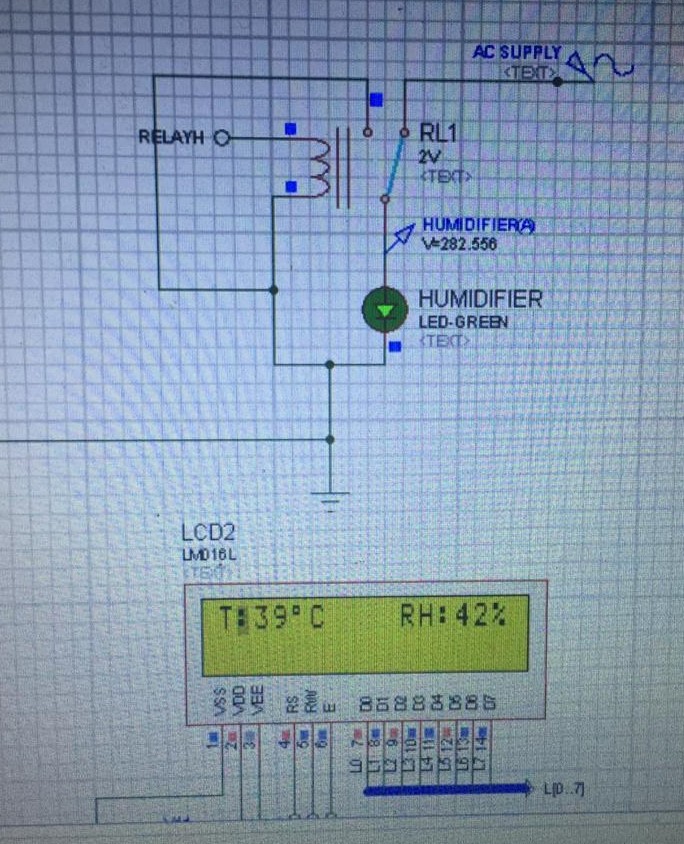 AC SUPPLY
<TEXT>
RELAYH
RL1
2V
<TEXT>
HUMIDIFIER(A)
V=282.556
HUMIDIFIER
LED-GREEN
<TEXT>
LCD2
LM016L
<TEXT>
T:39°C RH:42%
VSS VDD VEE RS RW E D0 D1 D2 D3 D4 D5 D6 D7
1 2 3 4 5 6 7 8 9 10 11 12 13 14
L0 L1 L2 L3 L4 L5 L6 L7
L[0..7]